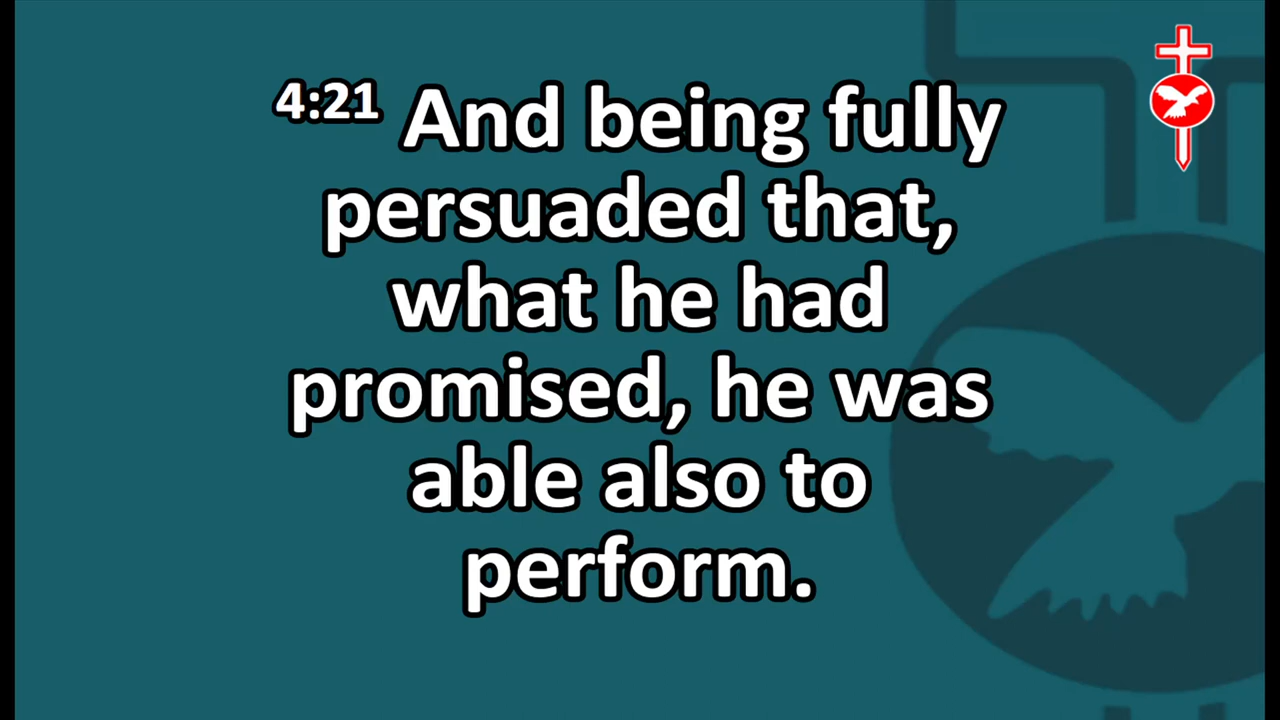 4:21 And being fully
persuaded that,
what he had
promised, he was
able also to
perform.